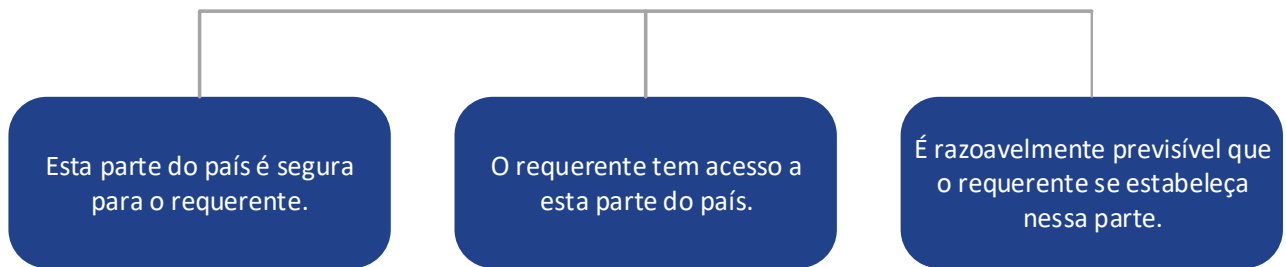 Esta parte do país é segura
para o requerente.
O requerente tem acesso a
esta parte do país.
É razoavelmente previsível que
o requerente se estabeleça
nessa parte.